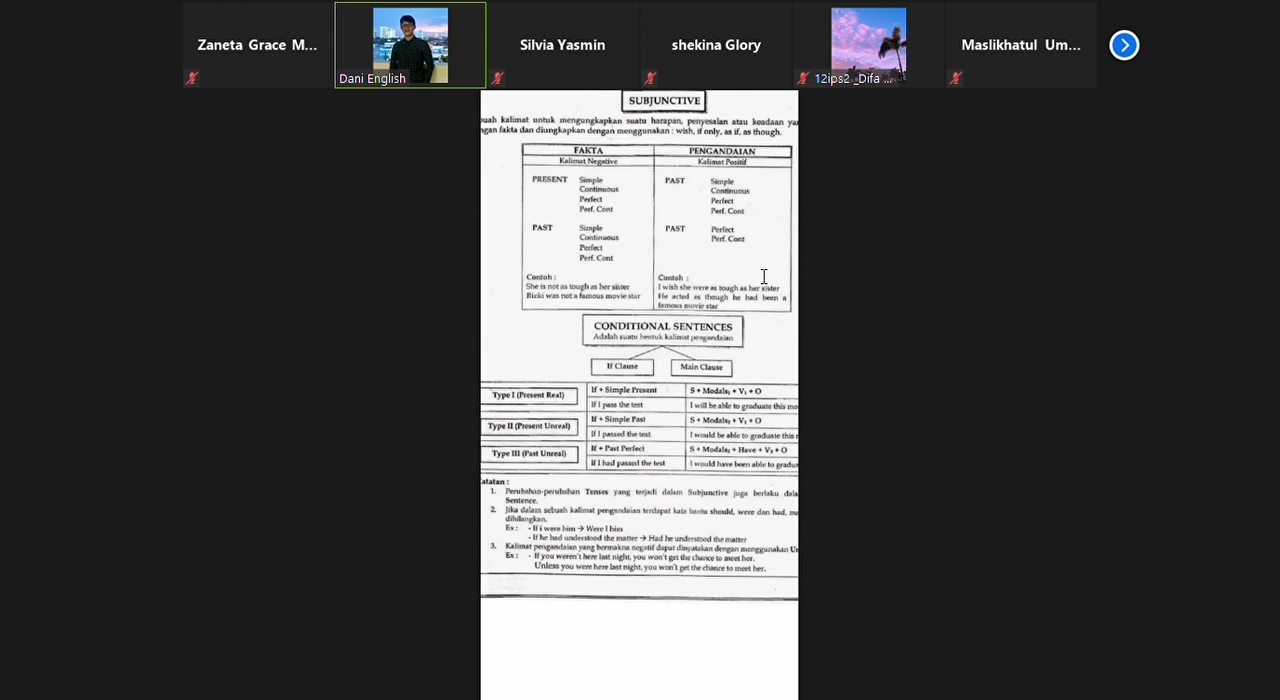 Zaneta Grace M...
Dani English
Silvia Yasmin
shekina Glory
12ips2 _Difa ...
Maslikhatul Um...
SUBJUNCTIVE
uah kalimat untuk mengungkapkan suatu harapan, penyesalan atau keadaan ya
ngan fakta dan diungkapkan dengan menggunakan : wish, if only, as if, as though.
FAKTA PENGANDAIAN
Kalimat Negative Kalimat Positif
PRESENT Simple PAST Simple
Continuous Continuous
Perfect Perfect
Perf. Cont Perf. Cont
PAST Simple PAST Perfect
Continuous Perf. Cont
Perfect
Perf. Cont
Contoh : Contoh :
She is not as tough as her sister I wish she were as tough as her sister
Rizki was not a famous movie star He acted as though he had been a
famous movie star
CONDITIONAL SENTENCES
Adalah suatu bentuk kalimat pengandaian
If Clause Main Clause
Type I (Present Real) If + Simple Present S + Modals₁ + V₁ + O
If I pass the test I will be able to graduate this mo
Type II (Present Unreal) If + Simple Past S + Modals₂ + V₁ + O
If I passed the test I would be able to graduate this
Type III (Past Unreal) If + Past Perfect S + Modals₂ + Have + V₃ + O
If I had passed the test I would have been able to gradu
atatan :
1. Perubahan-perubahan Tenses yang terjadi dalam Subjunctive juga berlaku dala
Sentence.
2. Jika dalam sebuah kalimat pengandaian terdapat kata bantu should, were dan had, m
dihilangkan.
Ex : - If i were him → Were I him
- If he had understood the matter → Had he understood the matter
3. Kalimat pengandaian yang bermakna negatif dapat dinyatakan dengan menggunakan Un
Ex : - If you weren't here last night, you won't get the chance to meet her.
Unless you were here last night, you won't get the chance to meet her.